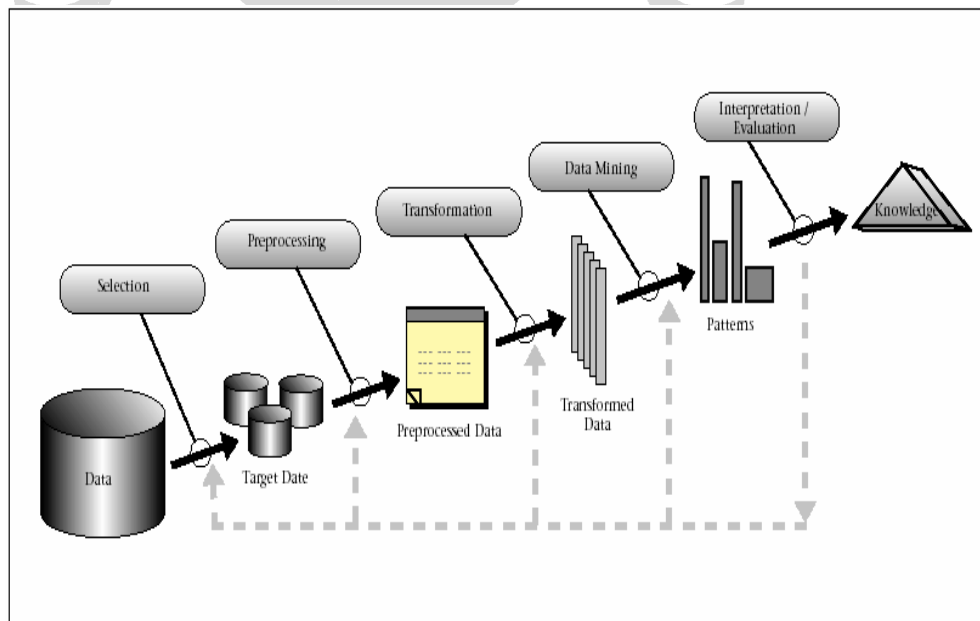 Interpretation /
Evaluation
Data Mining
Transformation
Preprocessing
Selection
Knowledge
Patterns
Transformed
Data
Preprocessed Data
Target Date
Data